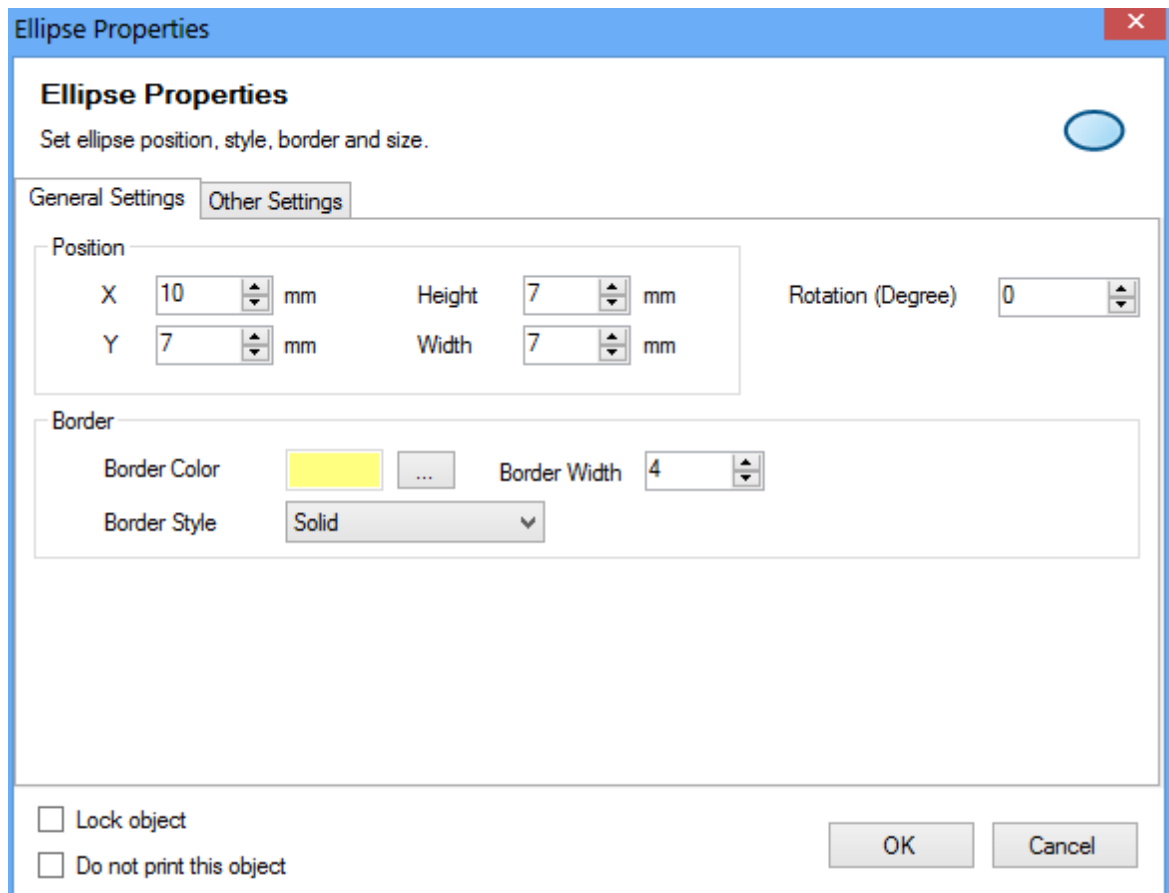 Ellipse Properties
Ellipse Properties
Set ellipse position, style, border and size.
General Settings Other Settings
Position
X 10 mm Height 7 mm Rotation (Degree) 0
Y 7 mm Width 7 mm
Border
Border Color ... Border Width 4
Border Style Solid
Lock object
Do not print this object
OK Cancel